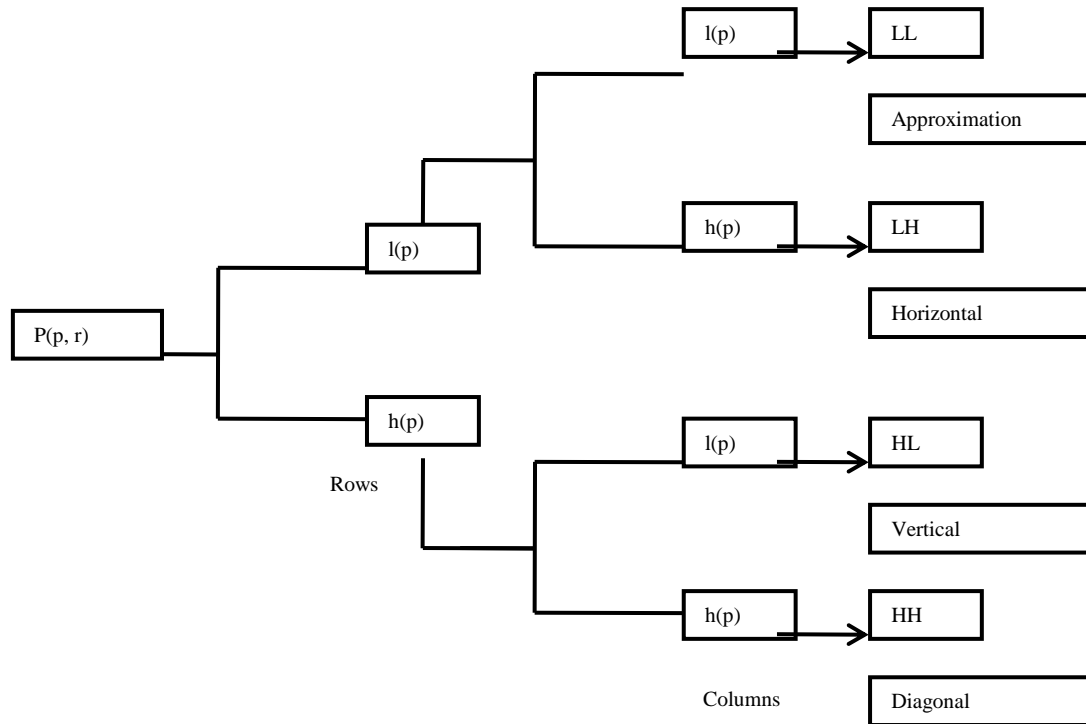 l(p)
LL
Approximation
h(p)
LH
l(p)
Horizontal
P(p, r)
h(p)
l(p)
HL
Rows
Vertical
h(p)
HH
Columns
Diagonal